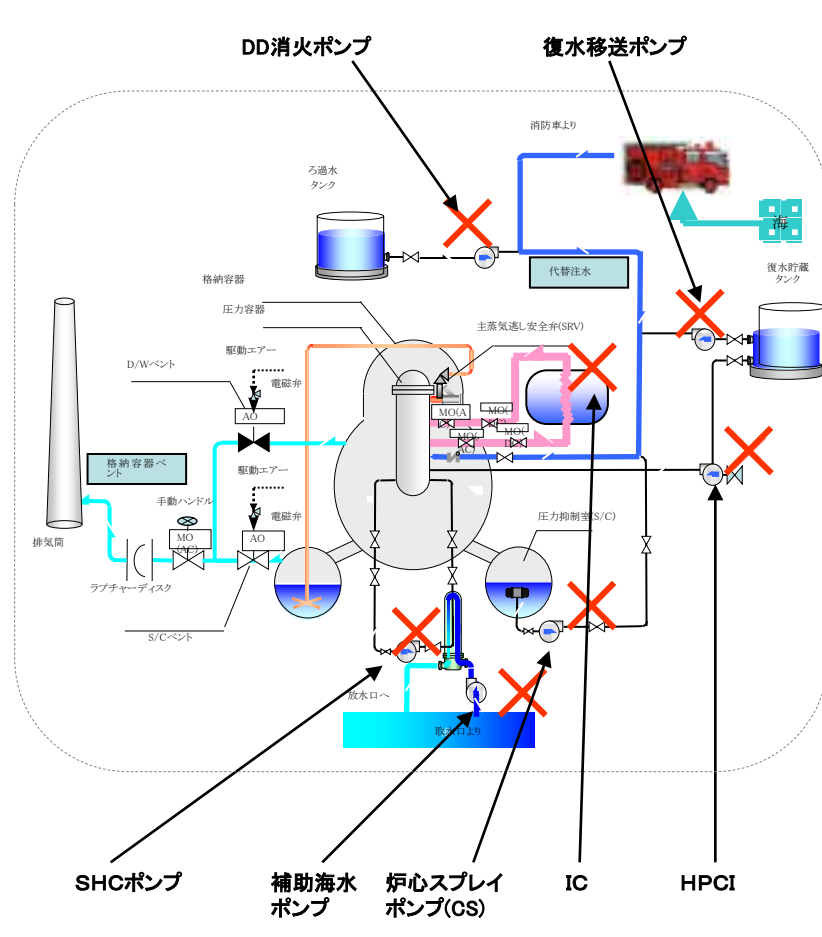 DD消火ポンプ
復水移送ポンプ
消防車より
ろ過水
タンク
海
代替注水
復水貯蔵
タンク
格納容器
圧力容器
主蒸気逃し安全弁(SRV)
駆動エアー
D/Wベント
電磁弁
AO
MO(A
MO(
MO(
MO(
AC)
格納容器ベ
ント
駆動エアー
手動ハンドル
電磁弁
MO
(AC)
AO
圧力抑制室(S/C)
排気筒
ラプチャーディスク
S/Cベント
放水口へ
取水口より
SHCポンプ
補助海水
ポンプ
炉心スプレイ
ポンプ(CS)
IC
HPCI